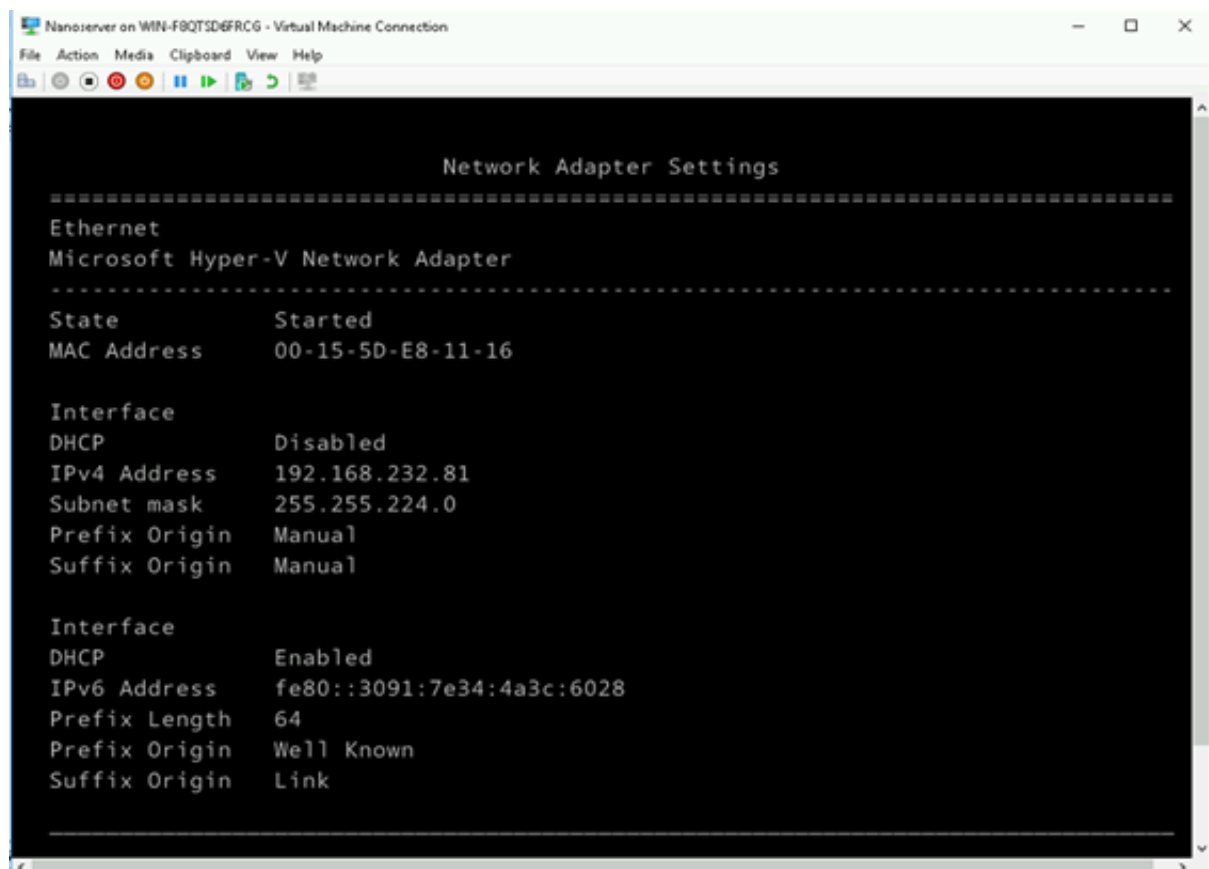 Nanoserver on WIN-F8QTSD6FRCG - Virtual Machine Connection
File Action Media Clipboard View Help
Network Adapter Settings
================================================================================
Ethernet
Microsoft Hyper-V Network Adapter
--------------------------------------------------------------------------------
State Started
MAC Address 00-15-5D-E8-11-16
Interface
DHCP Disabled
IPv4 Address 192.168.232.81
Subnet mask 255.255.224.0
Prefix Origin Manual
Suffix Origin Manual
Interface
DHCP Enabled
IPv6 Address fe80::3091:7e34:4a3c:6028
Prefix Length 64
Prefix Origin Well Known
Suffix Origin Link